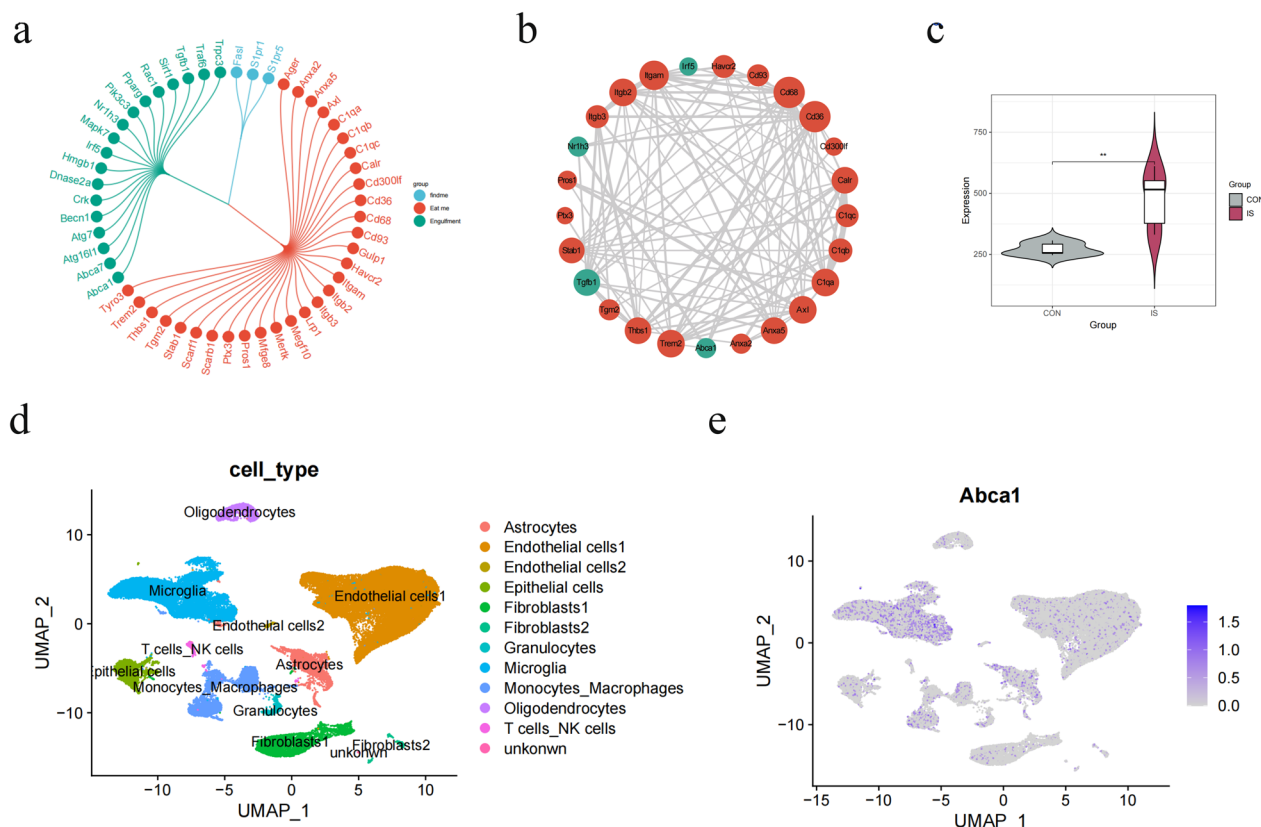 a
Abca1
Abca7
Atg16l1
Atg7
Becn1
Crk
Dnase2a
Hmgb1
Irf5
Mapk7
Nr1h3
Pik3c3
Pparg
Rac1
Sirt1
Tgfb1
Traf6
Trpc3
Fasl
S1pr1
S1pr5
Ager
Anxa2
Anxa5
Axl
C1qa
C1qb
C1qc
Calr
Cd300lf
Cd36
Cd68
Cd93
Gulp1
Havcr2
Itgam
Itgb2
Itgb3
Lrp1
Megf10
Mertk
Mfge8
Pros1
Ptx3
Scarb1
Scarf1
Stab1
Tgm2
Thbs1
Trem2
Tyro3
group
findme
Eat me
Engulfment
b
Irf5
Havcr2
Cd93
Cd68
Cd36
Cd300lf
Calr
C1qc
C1qb
C1qa
Axl
Anxa5
Anxa2
Abca1
Trem2
Thbs1
Tgm2
Tgfb1
Stab1
Ptx3
Pros1
Nr1h3
Itgb3
Itgb2
Itgam
c
750
500
250
Expression
**
CON
IS
Group
Group
CON
IS
d
cell_type
Oligodendrocytes
Microglia
Endothelial cells1
Endothelial cells2
T cells_NK cells
Astrocytes
Epithelial cells
Monocytes_Macrophages
Granulocytes
Fibroblasts1
Fibroblasts2
unkonwn
10
0
−10
UMAP_2
−10
−5
0
5
10
UMAP_1
Astrocytes
Endothelial cells1
Endothelial cells2
Epithelial cells
Fibroblasts1
Fibroblasts2
Granulocytes
Microglia
Monocytes_Macrophages
Oligodendrocytes
T cells_NK cells
unkonwn
e
Abca1
10
0
−10
UMAP_2
−15
−10
−5
0
5
10
UMAP_1
1.5
1.0
0.5
0.0